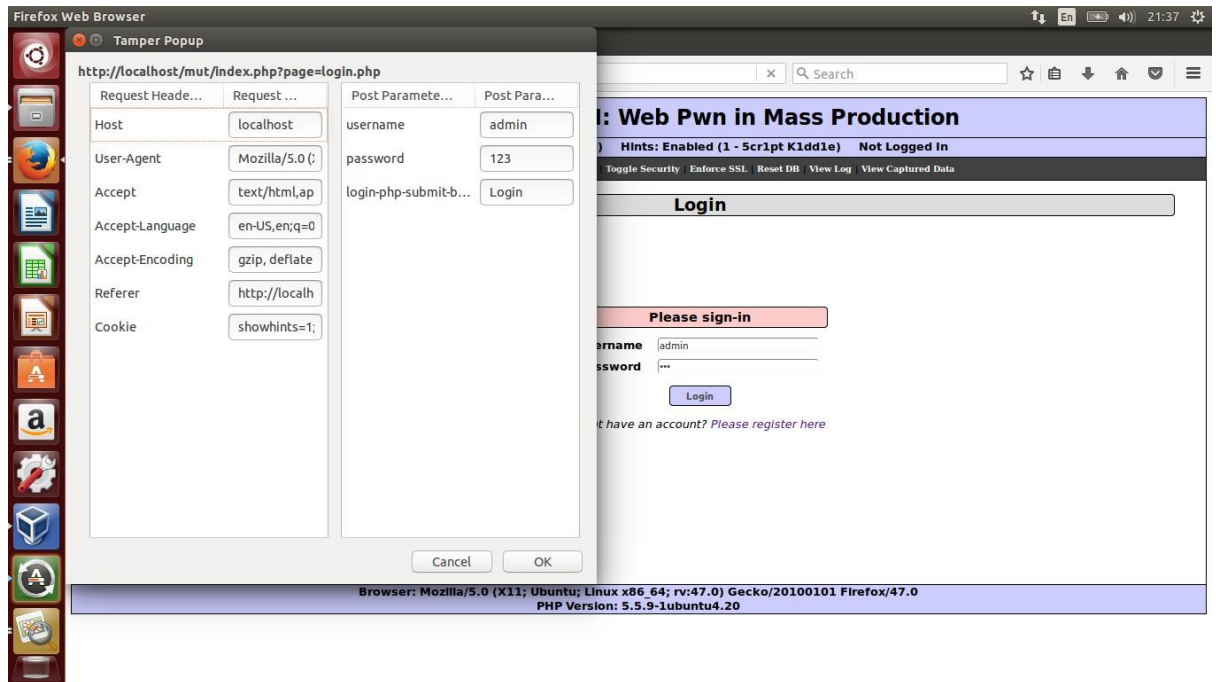 Firefox Web Browser
En
21:37
Tamper Popup
http://localhost/mut/index.php?page=login.php
Request Heade... Request ... Post Paramete... Post Para...
Host localhost username admin
User-Agent Mozilla/5.0 (X password 123
Accept text/html,ap login-php-submit-b... Login
Accept-Language en-US,en;q=0
Accept-Encoding gzip, deflate
Referer http://localh
Cookie showhints=1;
Cancel OK
Search
: Web Pwn in Mass Production
) Hints: Enabled (1 - 5cr1pt K1dd1e) Not Logged In
Toggle Security | Enforce SSL | Reset DB | View Log | View Captured Data
Login
Please sign-in
ername admin
ssword •••
Login
t have an account? Please register here
a
Browser: Mozilla/5.0 (X11; Ubuntu; Linux x86_64; rv:47.0) Gecko/20100101 Firefox/47.0
PHP Version: 5.5.9-1ubuntu4.20